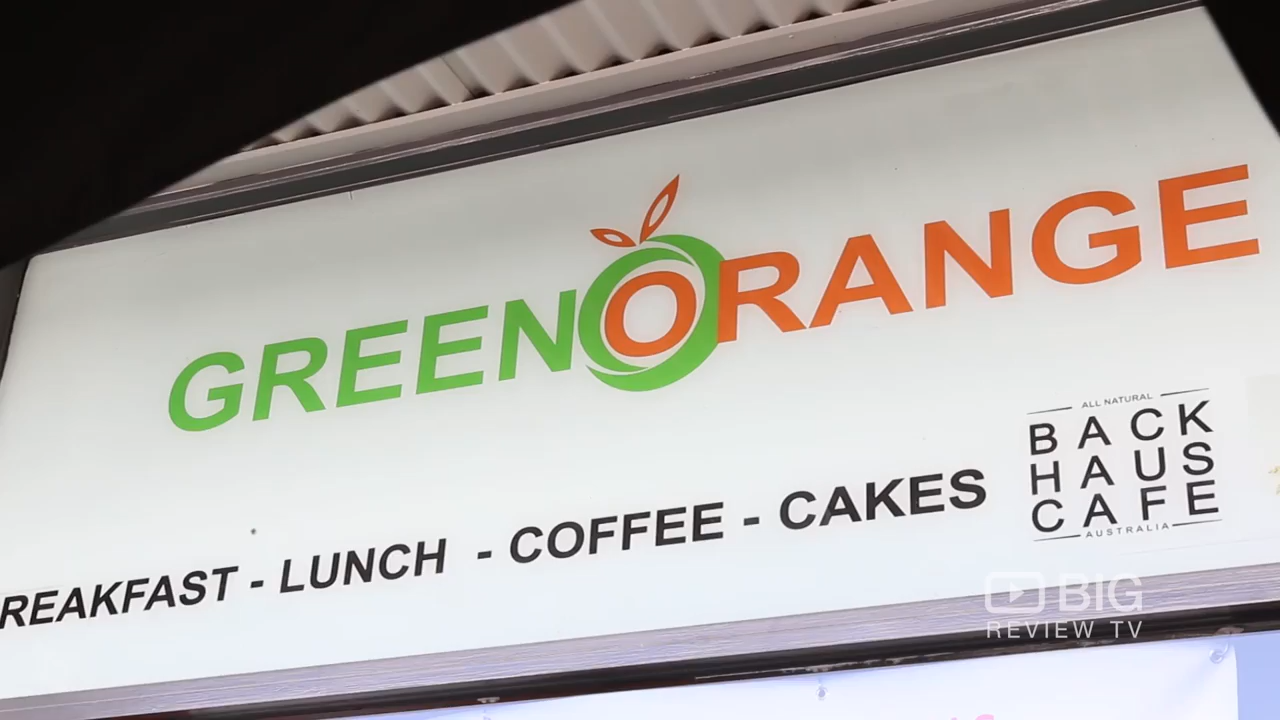 GREENORANGE
REAKFAST - LUNCH - COFFEE - CAKES
ALL NATURAL
BACK
HAUS
CAFE
AUSTRALIA
BIG
REVIEW TV